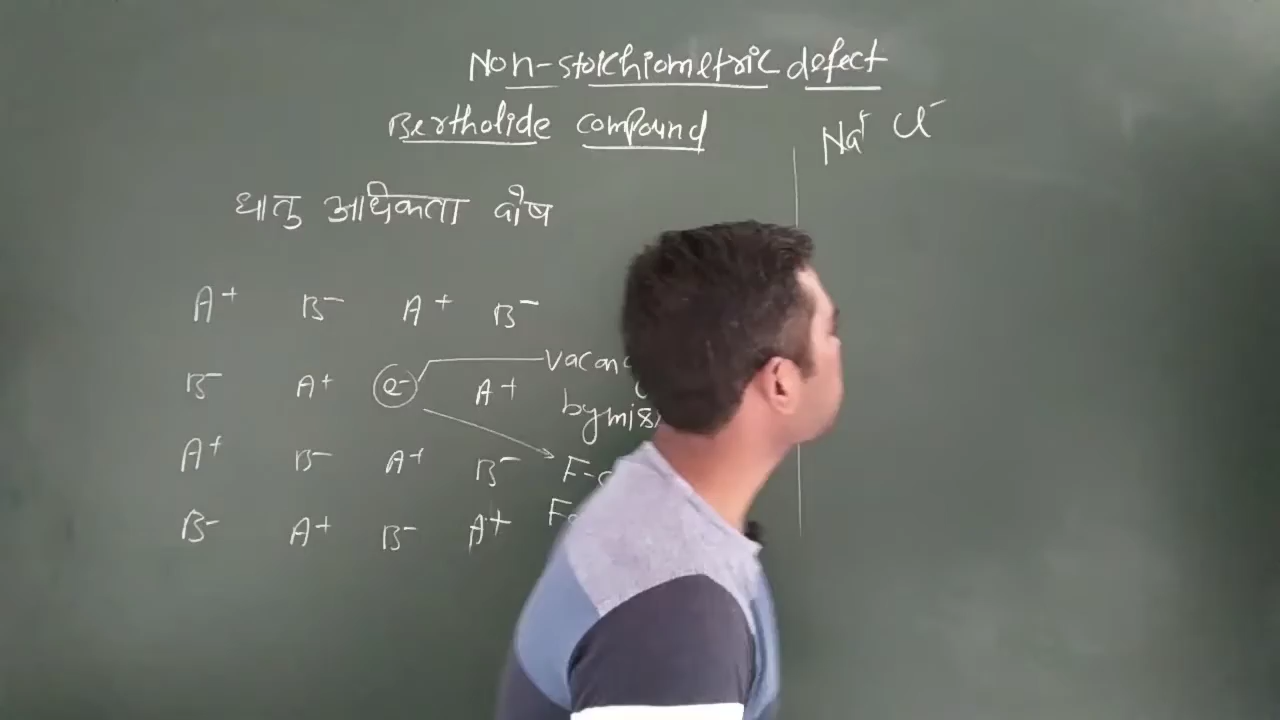 Non-stoichiometric defect
Bertholide compound
Na⁺ Cl⁻
धातु आधिकता दोष
A⁺ B⁻ A⁺ B⁻
B⁻ A⁺ e⁻ A⁺
A⁺ B⁻ A⁺ B⁻
B⁻ A⁺ B⁻ A⁺